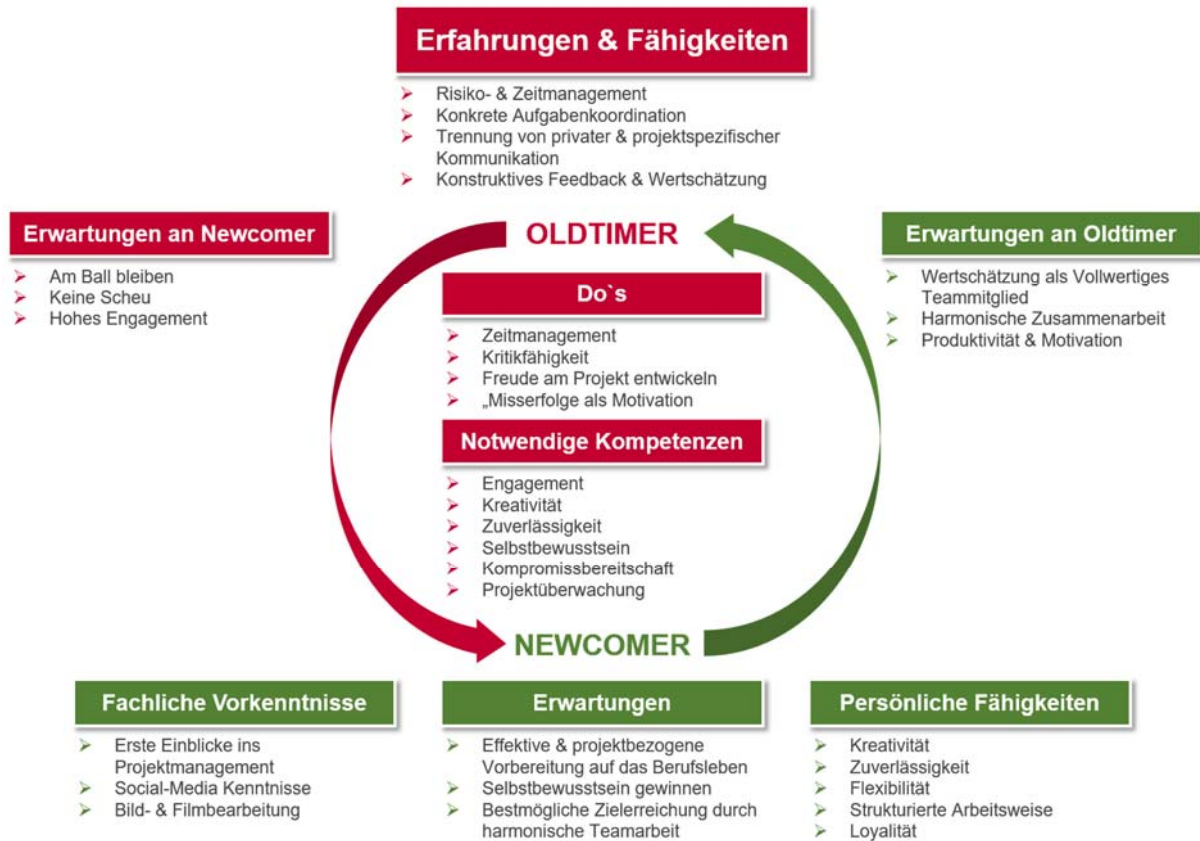 Erfahrungen & Fähigkeiten
Risiko- & Zeitmanagement
Konkrete Aufgabenkoordination
Trennung von privater & projektspezifischer
Kommunikation
Konstruktives Feedback & Wertschätzung
Erwartungen an Newcomer
Am Ball bleiben
Keine Scheu
Hohes Engagement
OLDTIMER
Erwartungen an Oldtimer
Wertschätzung als Vollwertiges
Teammitglied
Harmonische Zusammenarbeit
Produktivität & Motivation
Do`s
Zeitmanagement
Kritikfähigkeit
Freude am Projekt entwickeln
„Misserfolge als Motivation
Notwendige Kompetenzen
Engagement
Kreativität
Zuverlässigkeit
Selbstbewusstsein
Kompromissbereitschaft
Projektüberwachung
NEWCOMER
Fachliche Vorkenntnisse
Erste Einblicke ins
Projektmanagement
Social-Media Kenntnisse
Bild- & Filmbearbeitung
Erwartungen
Effektive & projektbezogene
Vorbereitung auf das Berufsleben
Selbstbewusstsein gewinnen
Bestmögliche Zielerreichung durch
harmonische Teamarbeit
Persönliche Fähigkeiten
Kreativität
Zuverlässigkeit
Flexibilität
Strukturierte Arbeitsweise
Loyalität